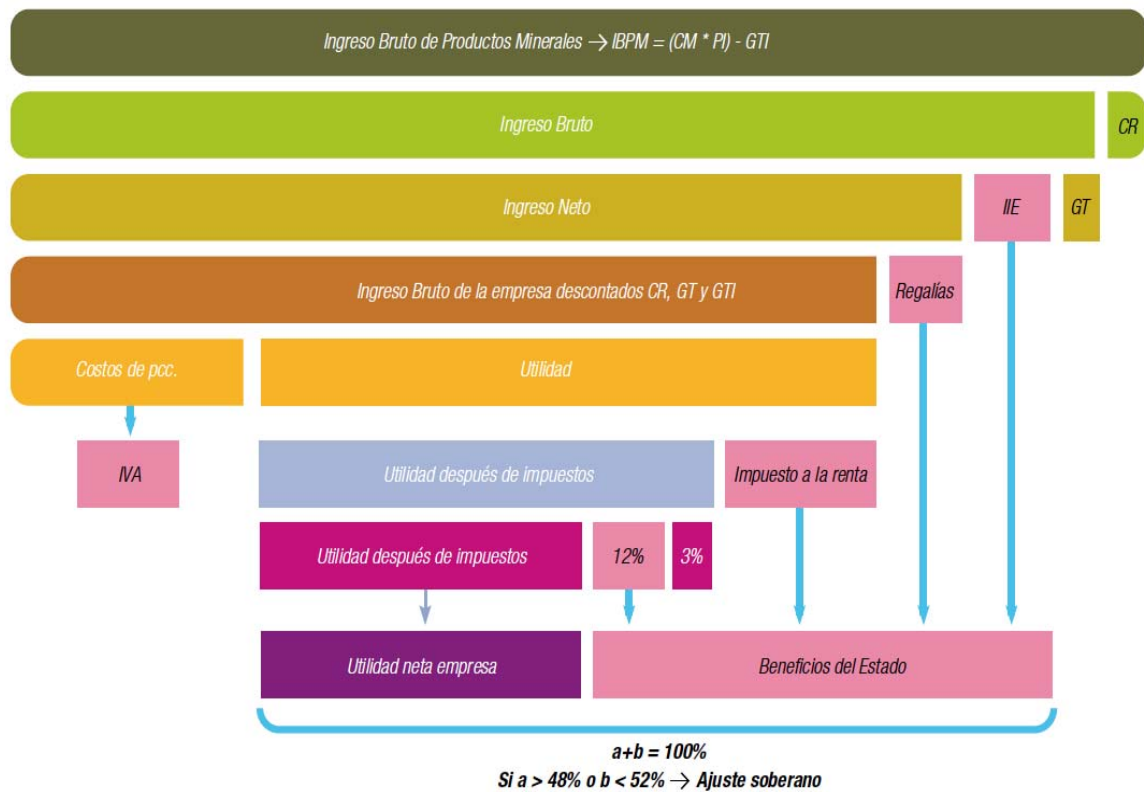 Ingreso Bruto de Productos Minerales → IBPM = (CM * PI) - GTI
Ingreso Bruto
CR
Ingreso Neto
IIE
GT
Ingreso Bruto de la empresa descontados CR, GT y GTI
Regalías
Costos de pcc.
Utilidad
IVA
Utilidad después de impuestos
Impuesto a la renta
Utilidad después de impuestos
12%
3%
Utilidad neta empresa
Beneficios del Estado
a+b = 100%
Si a > 48% o b < 52% → Ajuste soberano